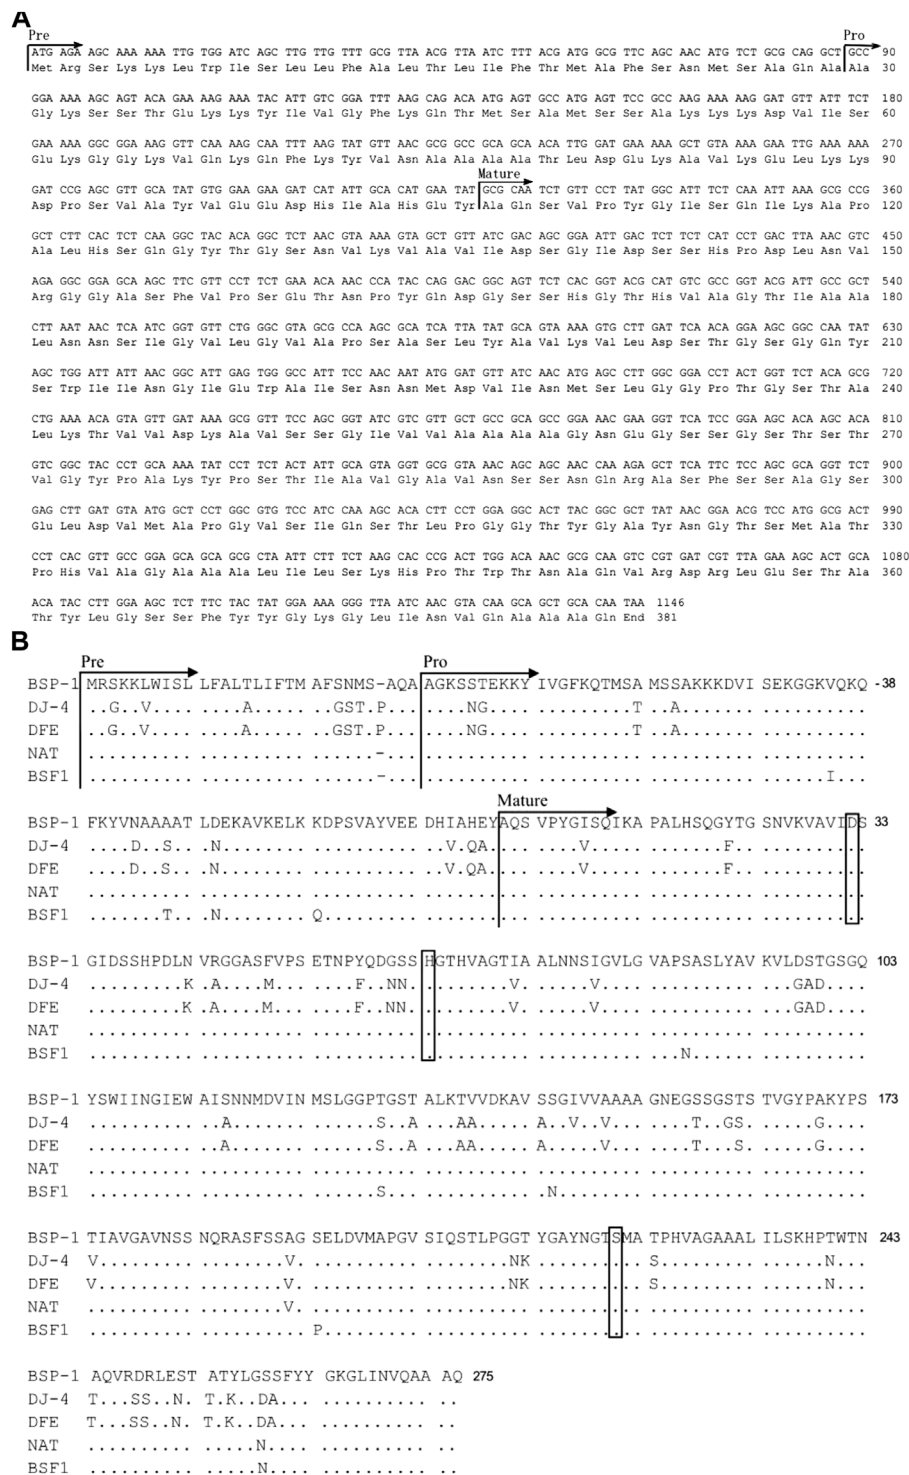 A
Pre Pro
ATG AGA AGC AAA AAA TTG TGG ATC AGC TTG TTG TTT GCG TTA ACG TTA ATC TTT ACG ATG GCG TTC AGC AAC ATG TCT GCG CAG GCT GCC 90
Met Arg Ser Lys Lys Leu Trp Ile Ser Leu Leu Phe Ala Leu Thr Leu Ile Phe Thr Met Ala Phe Ser Asn Met Ser Ala Gln Ala Ala 30
GGA AAA AGC AGT ACA GAA AAG AAA TAC ATT GTC GGA TTT AAG CAG ACA ATG AGT GCC ATG AGT TCC GCC AAG AAA AAG GAT GTT ATT TCT 180
Gly Lys Ser Ser Thr Glu Lys Lys Tyr Ile Val Gly Phe Lys Gln Thr Met Ser Ala Met Ser Ala Lys Lys Lys Asp Val Ile Ser 60
GAA AAA GGC GGA AAG GTT CAA AAG CAA TTT AAG TAT GTT AAC GCG GCC GCA GCA ACA TTG GAT GAA AAA GCT GTA AAA GAA TTG AAA AAA 270
Glu Lys Gly Gly Lys Val Gln Lys Gln Phe Lys Tyr Val Asn Ala Ala Ala Ala Thr Leu Asp Glu Lys Ala Val Lys Glu Leu Lys Lys 90
Mature
GAT CCG AGC GTT GCA TAT GTG GAA GAA GAT CAT ATT GCA CAT GAA TAT GCG CAA TCT GTT CCT TAT GGC ATT TCT CAA ATT AAA GCG CCG 360
Asp Pro Ser Val Ala Tyr Val Glu Glu Asp His Ile Ala His Glu Tyr Ala Gln Ser Val Pro Tyr Gly Ile Ser Gln Ile Lys Ala Pro 120
GCT CTT CAC TCT CAA GGC TAC ACA GGC TCT AAC GTA AAA GTA GCT GTT ATC GAC AGC GGA ATT GAC TCT TCT CAT CCT GAC TTA AAC GTC 450
Ala Leu His Ser Gln Gly Tyr Thr Gly Ser Asn Val Lys Val Ala Val Ile Asp Ser Gly Ile Asp Ser Ser His Pro Asp Leu Asn Val 150
AGA GGC GGA GCA AGC TTC GTT CCT TCT GAA ACA AAC CCA TAC CAG GAC GGC AGT TCT CAC GGT ACG CAT GTC GCC GGT ACG ATT GCC GCT 540
Arg Gly Gly Ala Ser Phe Val Pro Ser Glu Thr Asn Pro Tyr Gln Asp Gly Ser Ser His Gly Thr His Val Ala Gly Thr Ile Ala Ala 180
CTT AAT AAC TCA ATC GGT GTT CTG GGC GTA GCG CCA AGC GCA TCA TTA TAT GCA GTA AAA GTG CTT GAT TCA ACA GGA AGC GGC CAA TAT 630
Leu Asn Asn Ser Ile Gly Val Leu Gly Val Ala Pro Ser Ala Ser Leu Tyr Ala Val Lys Val Leu Asp Ser Thr Gly Ser Gly Gln Tyr 210
AGC TGG ATT ATT AAC GGC ATT GAG TGG GCC ATT TCC AAC AAT ATG GAT GTT ATC AAC ATG AGC CTT GGC GGA CCT ACT GGT TCT ACA GCG 720
Ser Trp Ile Ile Asn Gly Ile Glu Trp Ala Ile Ser Asn Asn Met Asp Val Ile Asn Met Ser Leu Gly Gly Pro Thr Gly Ser Thr Ala 240
CTG AAA ACA GTA GTT GAT AAA GCG GTT TCC AGC GGT ATC GTC GTT GCT GCC GCA GCC GGA AAC GAA GGT TCA TCC GGA AGC ACA AGC ACA 810
Leu Lys Thr Val Val Asp Lys Ala Val Ser Ser Gly Ile Val Val Ala Ala Ala Ala Gly Asn Glu Gly Ser Ser Gly Ser Thr Ser Thr 270
GTC GGC TAC CCT GCA AAA TAT CCT TCT ACT ATT GCA GTA GGT GCG GTA AAC AGC AGC AAC CAA AGA GCT TCA TTC TCC AGC GCA GGT TCT 900
Val Gly Tyr Pro Ala Lys Tyr Pro Ser Thr Ile Ala Val Gly Ala Val Asn Ser Ser Asn Gln Arg Ala Ser Phe Ser Ser Ala Gly Ser 300
GAG CTT GAT GTA ATG GCT CCT GGC GTG TCC ATC CAA AGC ACA CTT CCT GGA GGC ACT TAC GGC GCT TAT AAC GGA ACG TCC ATG GCG ACT 990
Glu Leu Asp Val Met Ala Pro Gly Val Ser Ile Gln Ser Thr Leu Pro Gly Gly Thr Tyr Gly Ala Tyr Asn Gly Thr Ser Met Ala Thr 330
CCT CAC GTT GCC GGA GCA GCA GCG CTA ATT CTT TCT AAG CAC CCG ACT TGG ACA AAC GCG CAA GTC CGT GAT CGT TTA GAA AGC ACT GCA 1080
Pro His Val Ala Gly Ala Ala Ala Leu Ile Leu Ser Lys His Pro Thr Trp Thr Asn Ala Gln Val Arg Asp Arg Leu Glu Ser Thr Ala 360
ACA TAC CTT GGA AGC TCT TTC TAC TAT GGA AAA GGG TTA ATC AAC GTA CAA GCA GCT GCA CAA TAA 1146
Thr Tyr Leu Gly Ser Ser Phe Tyr Tyr Gly Lys Gly Leu Ile Asn Val Gln Ala Ala Ala Gln End 381
B
Pre Pro
BSP-1 MRSKKLWISL LFALTLIFTM AFSNMS-AQA AGKSSTEKKY IVGFKQTMSA MSSAKKKDVI SEKGGKVQKQ -38
DJ-4 ..G..V.... ....A..... ...GST.P.. ....NG.... .........T ..A....... ..........
DFE ..G..V.... ....A..... ...GST.P.. ....NG.... .........T ..A....... ..........
NAT .......... .......... ......-... .......... .......... .......... ..........
BSF1 .......... .......... ......-... .......... .......... .......... .......I..
Mature
BSP-1 FKYVNAAAAT LDEKAVKELK KDPSVAYVEE DHIAHEYAQS VPYGISQIKA PALHSQGYTG SNVKVAVIDS 33
DJ-4 ....D..S.. .N........ .......... ...V.QA... ....V..... .......F.. ..........
DFE ....D..S.. .N........ .......... ...V.QA... ....V..... .......F.. ..........
NAT .......... .......... .......... .......... .......... .......... ..........
BSF1 .......T.. .N........ Q......... .......... .......... .......... ..........
BSP-1 GIDSSHPDLN VRGGASFVPS ETNPYQDGSS HGTHVAGTIA ALNNSIGVLG VAPSASLYAV KVLDSTGSGQ 103
DJ-4 .........K .A....M... ....F..NN. ........V. ....V..... .......... ...GAD....
DFE .........K .A....M... ....F..NN. ........V. ....V..... .......... ...GAD....
NAT .......... .......... .......... .......... .......... .......... ..........
BSF1 .......... .......... .......... .......... .......... ...N...... ..........
BSP-1 YSWIINGIEW AISNNMDVIN MSLGGPTGST ALKTVVDKAV SSGIVVAAAA GNEGSSGSTS TVGYPAKYPS 173
DJ-4 .......... ..A....... ......S..A ...AA..... A..V..V... ....T..GS. .....G....
DFE .......... ..A....... ......S..A ...AA..... A.....V... ....T...S. .....G....
NAT .......... .......... .......... .......... .......... .......... ..........
BSF1 .......... .......... ......S... .......... .N........ .......... ..........
BSP-1 TIAVGAVNSS NQRASFSSAG SELDVMAPGV SIQSTLPGGT YGAYNGTSMA TPHVAGAAAL ILSKHPTWTN 243
DJ-4 V......... ........V. .......... ........NK .......... ..S....... .......N..
DFE V......... ........V. .......... ........NK .......... ..S....... .......N..
NAT .......... ........V. .......... .......... .......... .......... ..........
BSF1 .......... .......... P......... .......... .......... .......... ..........
BSP-1 AQVRDRLEST ATYLGSSFYY GKGLINVQAA AQ 275
DJ-4 T...SS..N. T.K..DA... .......... ..
DFE T...SS..N. T.K..DA... .......... ..
NAT .......... .....N.... .......... ..
BSF1 .......... .....N.... .......... ..